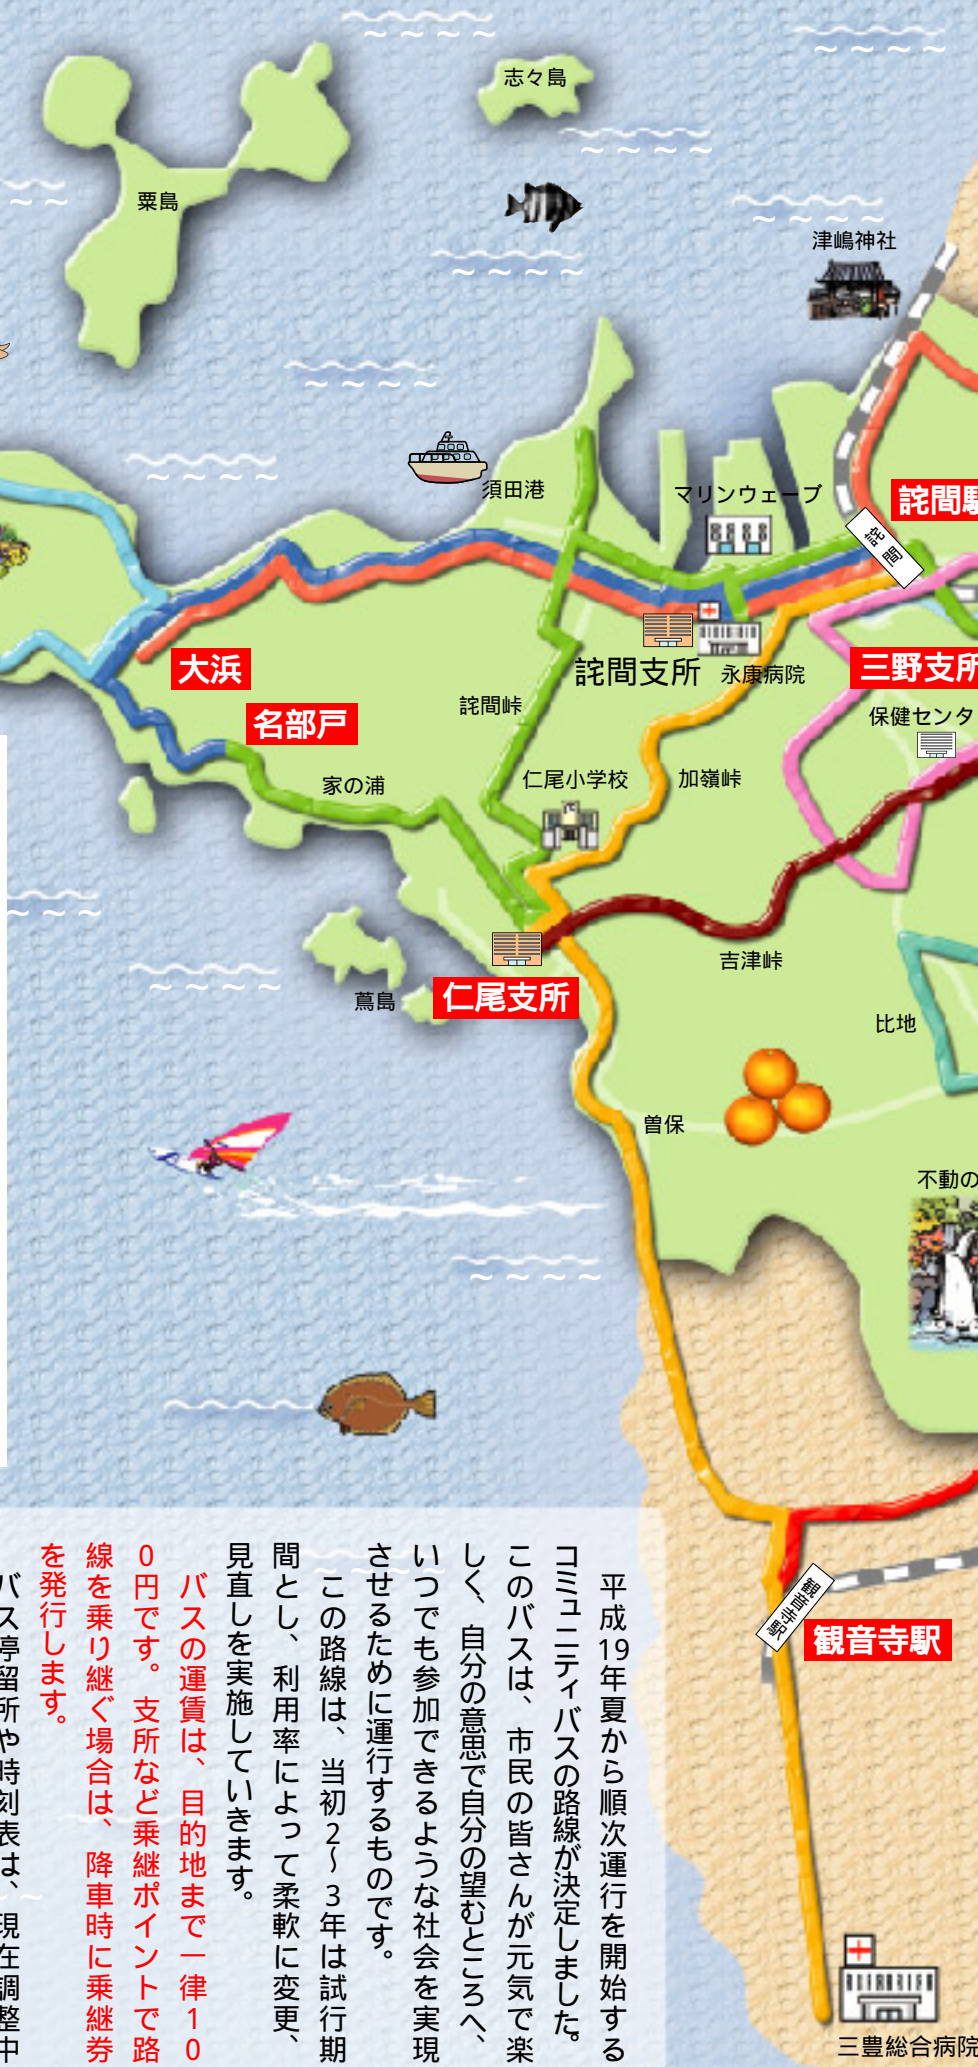 志々島
粟島
津嶋神社
須田港
マリンウェーブ
詫間駅
詫間
大浜
詫間支所
永康病院
三野支所
名部戸
詫間峠
保健センタ
家の浦
仁尾小学校
加嶺峠
吉津峠
蔦島
仁尾支所
比地
曽保
不動の
観音寺駅
観音寺駅
三豊総合病院
平成19年夏から順次運行を開始する
コミュニティバスの路線が決定しました。
このバスは、市民の皆さんが元気で楽
しく、自分の意思で自分の望むところへ、
いつでも参加できるような社会を実現
させるために運行するものです。
この路線は、当初2～3年は試行期
間とし、利用率によって柔軟に変更、
見直しを実施していきます。
バスの運賃は、目的地まで一律10
0円です。支所など乗継ポイントで路
線を乗り継ぐ場合は、降車時に乗継券
を発行します。
バス停留所や時刻表は、現在調整中